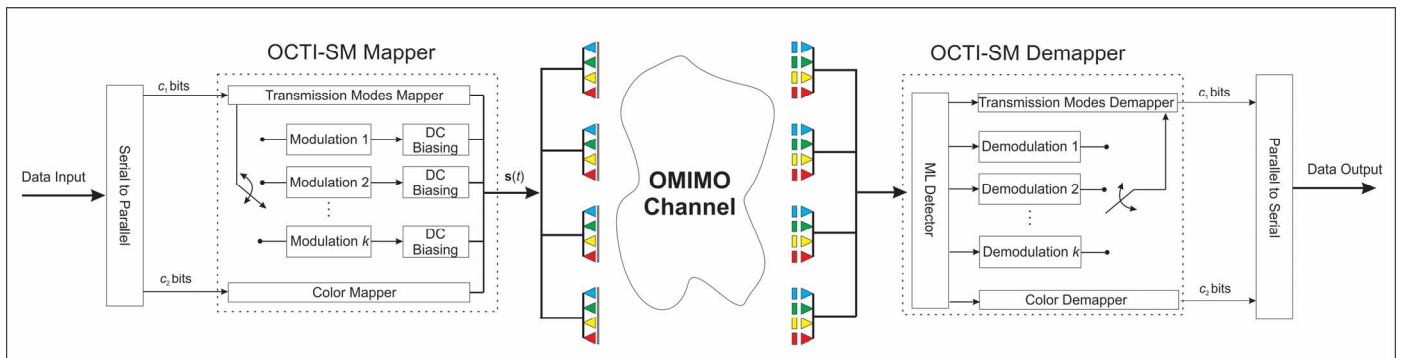 OCTI-SM Mapper
OCTI-SM Demapper
Data Input
Serial to Parallel
c₁ bits
c₂ bits
Transmission Modes Mapper
Modulation 1
DC
Biasing
Modulation 2
DC
Biasing
⋮
Modulation k
DC
Biasing
Color Mapper
s(t)
OMIMO
Channel
ML Detector
Transmission Modes Demapper
Demodulation 1
Demodulation 2
⋮
Demodulation k
Color Demapper
c₁ bits
c₂ bits
Parallel to Serial
Data Output